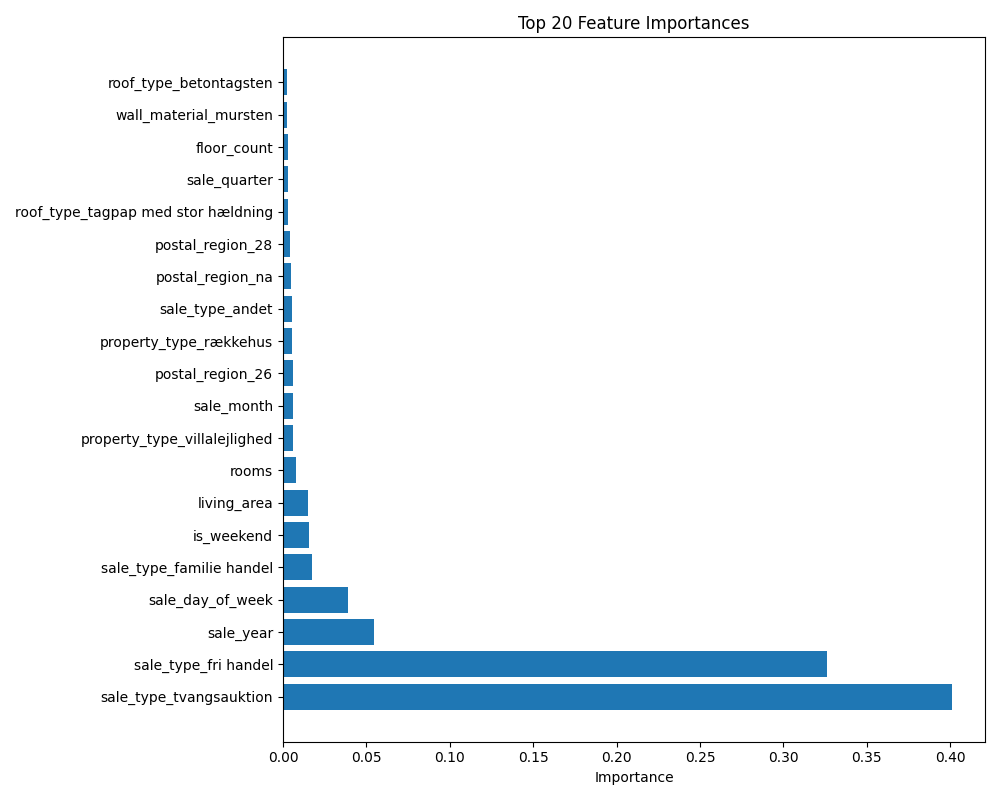 Top 20 Feature Importances
roof_type_betontagsten
wall_material_mursten
floor_count
sale_quarter
roof_type_tagpap med stor hældning
postal_region_28
postal_region_na
sale_type_andet
property_type_rækkehus
postal_region_26
sale_month
property_type_villalejlighed
rooms
living_area
is_weekend
sale_type_familie handel
sale_day_of_week
sale_year
sale_type_fri handel
sale_type_tvangsauktion
0.00 0.05 0.10 0.15 0.20 0.25 0.30 0.35 0.40
Importance